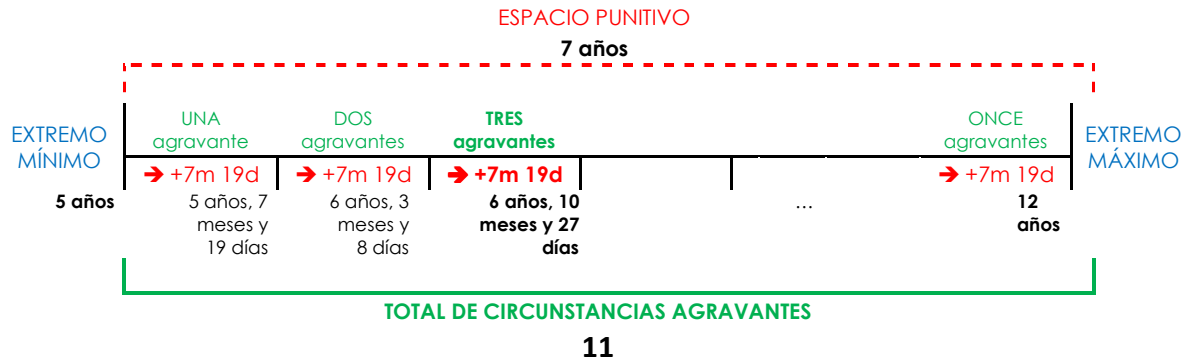 ESPACIO PUNITIVO
7 años
EXTREMO
MÍNIMO
UNA
agravante
DOS
agravantes
TRES
agravantes
ONCE
agravantes
EXTREMO
MÁXIMO
➔ +7m 19d
➔ +7m 19d
➔ +7m 19d
➔ +7m 19d
5 años
5 años, 7
meses y
19 días
6 años, 3
meses y
8 días
6 años, 10
meses y 27
días
...
12
años
TOTAL DE CIRCUNSTANCIAS AGRAVANTES
11